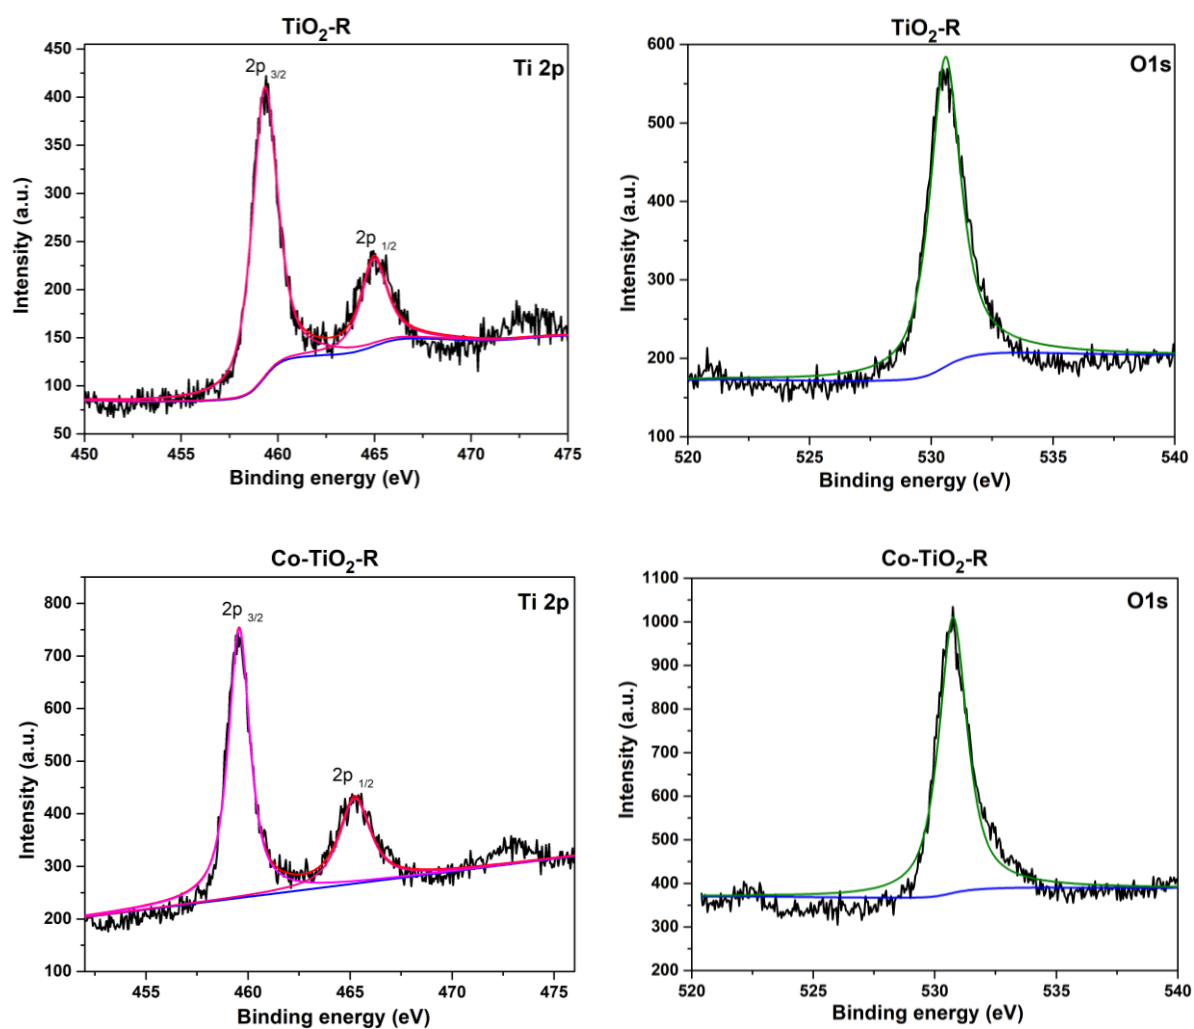 TiO2-R
Ti 2p
2p 3/2
2p 1/2
450
400
350
300
250
200
150
100
50
450 455 460 465 470 475
Intensity (a.u.)
Binding energy (eV)
TiO2-R
O1s
600
500
400
300
200
100
520 525 530 535 540
Intensity (a.u.)
Binding energy (eV)
Co-TiO2-R
Ti 2p
2p 3/2
2p 1/2
800
700
600
500
400
300
200
100
455 460 465 470 475
Intensity (a.u.)
Binding energy (eV)
Co-TiO2-R
O1s
1100
1000
900
800
700
600
500
400
300
200
520 525 530 535 540
Intensity (a.u.)
Binding energy (eV)